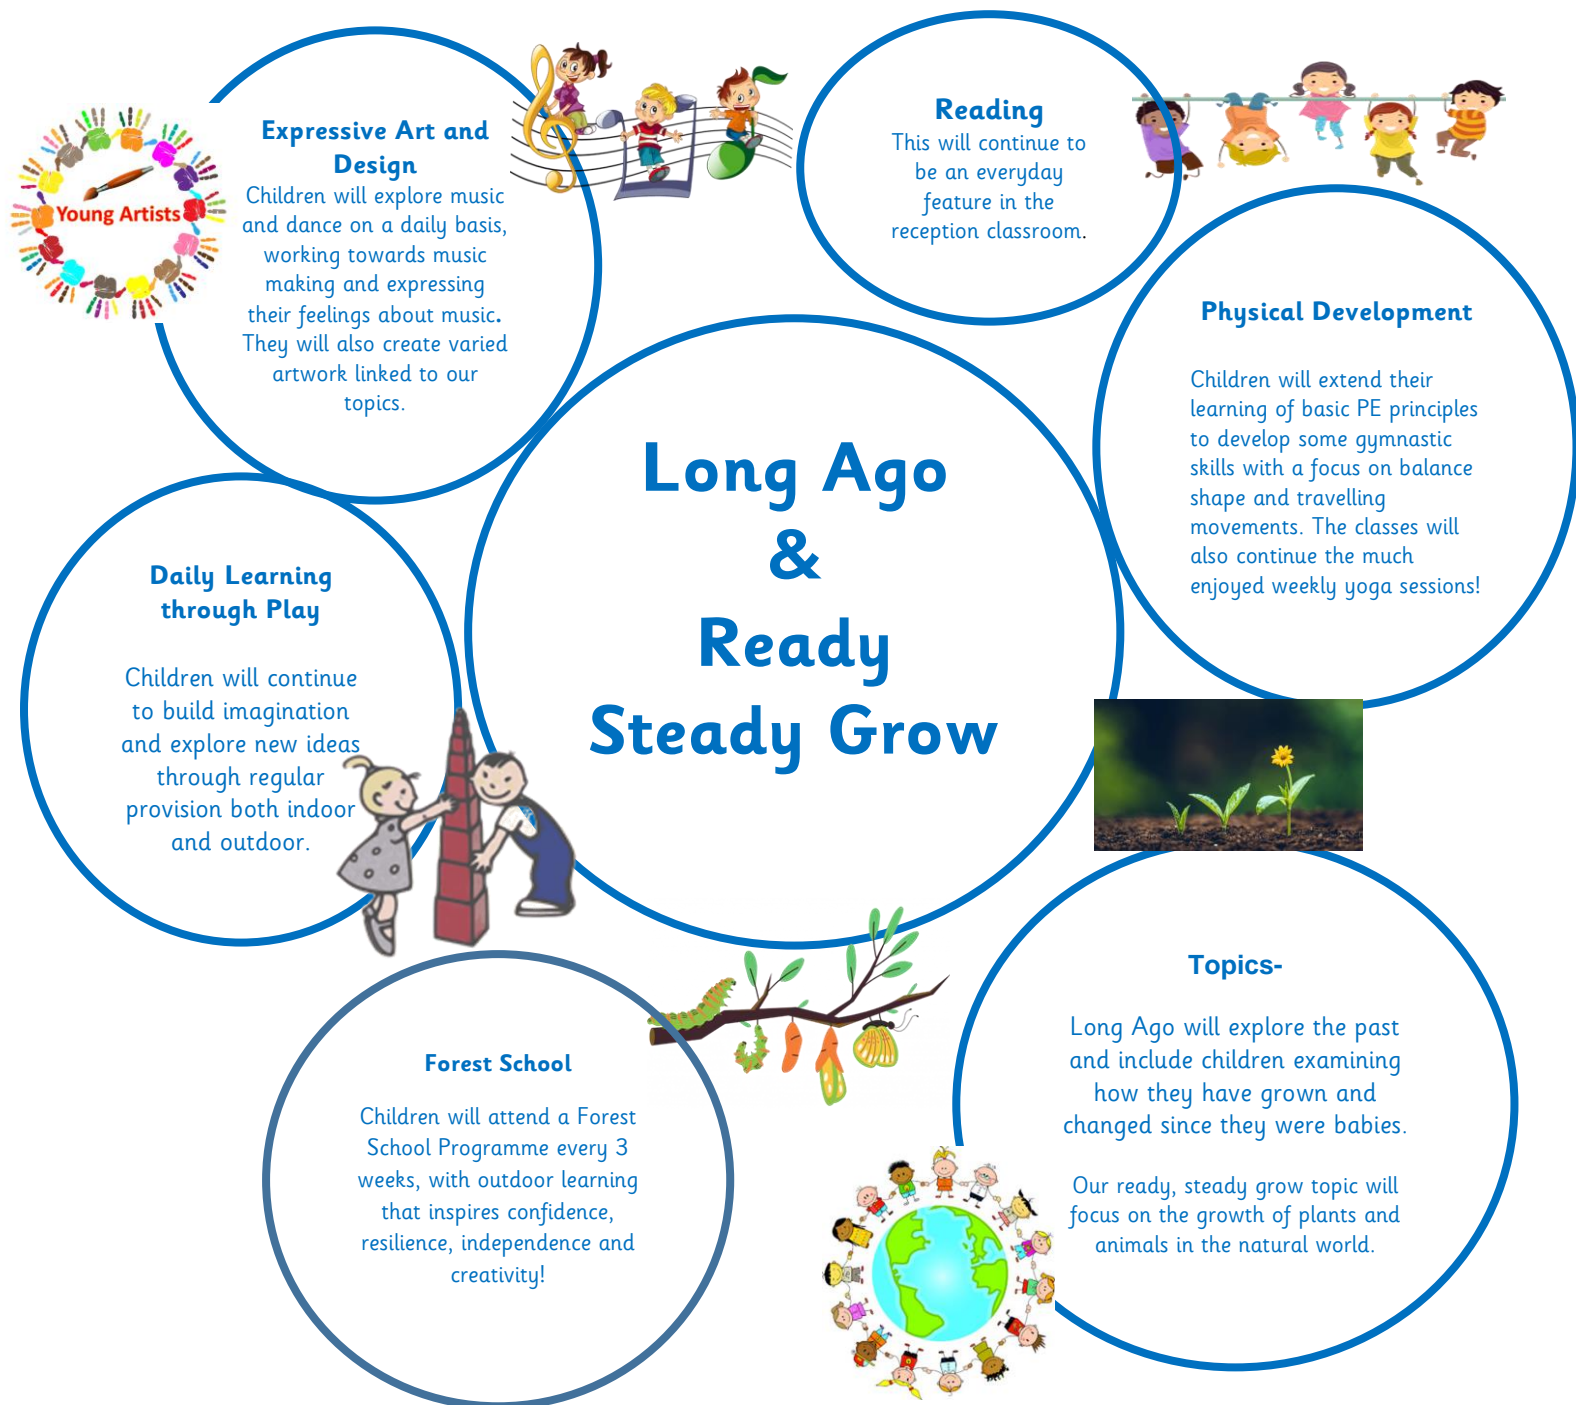 Young Artists
Expressive Art and
Design
Children will explore music
and dance on a daily basis,
working towards music
making and expressing
their feelings about music.
They will also create varied
artwork linked to our
topics.
Reading
This will continue to
be an everyday
feature in the
reception classroom.
Physical Development
Children will extend their
learning of basic PE principles
to develop some gymnastic
skills with a focus on balance
shape and travelling
movements. The classes will
also continue the much
enjoyed weekly yoga sessions!
Long Ago
&
Ready
Steady Grow
Daily Learning
through Play
Children will continue
to build imagination
and explore new ideas
through regular
provision both indoor
and outdoor.
Forest School
Children will attend a Forest
School Programme every 3
weeks, with outdoor learning
that inspires confidence,
resilience, independence and
creativity!
Topics-
Long Ago will explore the past
and include children examining
how they have grown and
changed since they were babies.
Our ready, steady grow topic will
focus on the growth of plants and
animals in the natural world.